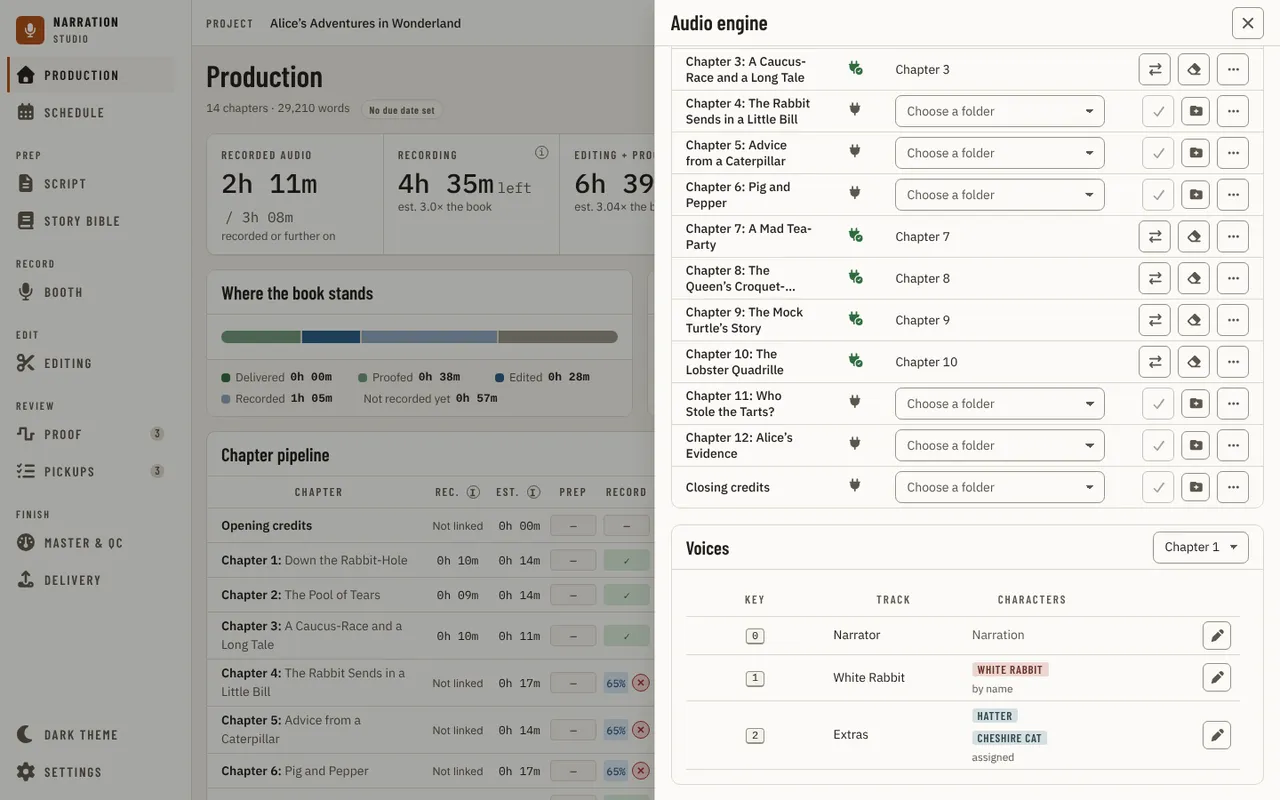 NARRATION
STUDIO
PRODUCTION
SCHEDULE
PREP
SCRIPT
STORY BIBLE
RECORD
BOOTH
EDIT
EDITING
REVIEW
PROOF 3
PICKUPS 3
FINISH
MASTER & QC
DELIVERY
DARK THEME
SETTINGS
PROJECT Alice's Adventures in Wonderland
Production
14 chapters · 29,210 words No due date set
RECORDED AUDIO
2h 11m
/ 3h 08m
recorded or further on
RECORDING
4h 35m left
est. 3.0× the book
EDITING + PRO
6h 39
est. 3.04× the b
Where the book stands
Delivered 0h 00m Proofed 0h 38m Edited 0h 28m
Recorded 1h 05m Not recorded yet 0h 57m
Chapter pipeline
CHAPTER REC. EST. PREP RECORD
Opening credits Not linked 0h 00m – –
Chapter 1: Down the Rabbit-Hole 0h 10m 0h 14m – ✓
Chapter 2: The Pool of Tears 0h 09m 0h 14m – ✓
Chapter 3: A Caucus-Race and a
Long Tale 0h 10m 0h 11m – ✓
Chapter 4: The Rabbit Sends in a
Little Bill Not linked 0h 17m – 65%
Chapter 5: Advice from a
Caterpillar Not linked 0h 14m – 65%
Chapter 6: Pig and Pepper Not linked 0h 17m – 65%
Audio engine
Chapter 3: A Caucus-
Race and a Long Tale Chapter 3
Chapter 4: The Rabbit
Sends in a Little Bill Choose a folder
Chapter 5: Advice
from a Caterpillar Choose a folder
Chapter 6: Pig and
Pepper Choose a folder
Chapter 7: A Mad Tea-
Party Chapter 7
Chapter 8: The
Queen's Croquet-… Chapter 8
Chapter 9: The Mock
Turtle's Story Chapter 9
Chapter 10: The
Lobster Quadrille Chapter 10
Chapter 11: Who
Stole the Tarts? Choose a folder
Chapter 12: Alice's
Evidence Choose a folder
Closing credits Choose a folder
Voices Chapter 1
KEY TRACK CHARACTERS
0 Narrator Narration
1 White Rabbit WHITE RABBIT
by name
2 Extras HATTER
CHESHIRE CAT
assigned